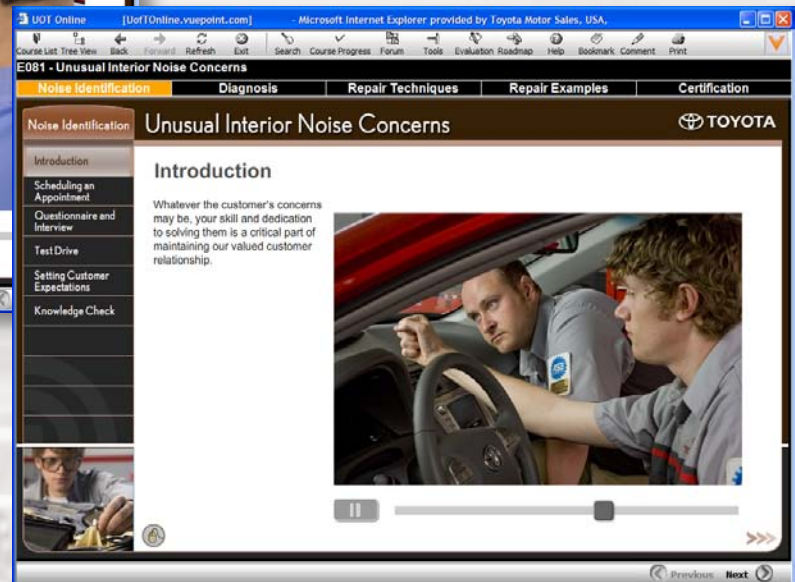 UOT Online [UofTOnline.vuepoint.com] - Microsoft Internet Explorer provided by Toyota Motor Sales, USA,
Course List Tree View Back Forward Refresh Exit Search Course Progress Forum Tools Evaluation Roadmap Help Bookmark Comment Print
E081 - Unusual Interior Noise Concerns
Noise Identification Diagnosis Repair Techniques Repair Examples Certification
Noise Identification Unusual Interior Noise Concerns TOYOTA
Introduction
Scheduling an
Appointment
Questionnaire and
Interview
Test Drive
Setting Customer
Expectations
Knowledge Check
Introduction
Whatever the customer's concerns
may be, your skill and dedication
to solving them is a critical part of
maintaining our valued customer
relationship.
Previous Next